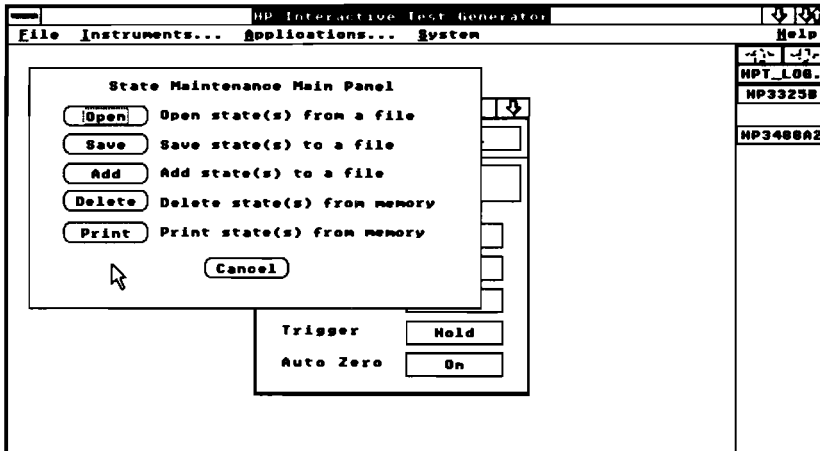 HP Interactive Test Generator
File Instruments... Applications... System Help
HPT_LOG.
HP3325B
HP3488A2
State Maintenance Main Panel
Open Open state(s) from a file
Save Save state(s) to a file
Add Add state(s) to a file
Delete Delete state(s) from memory
Print Print state(s) from memory
Cancel
Trigger Hold
Auto Zero On